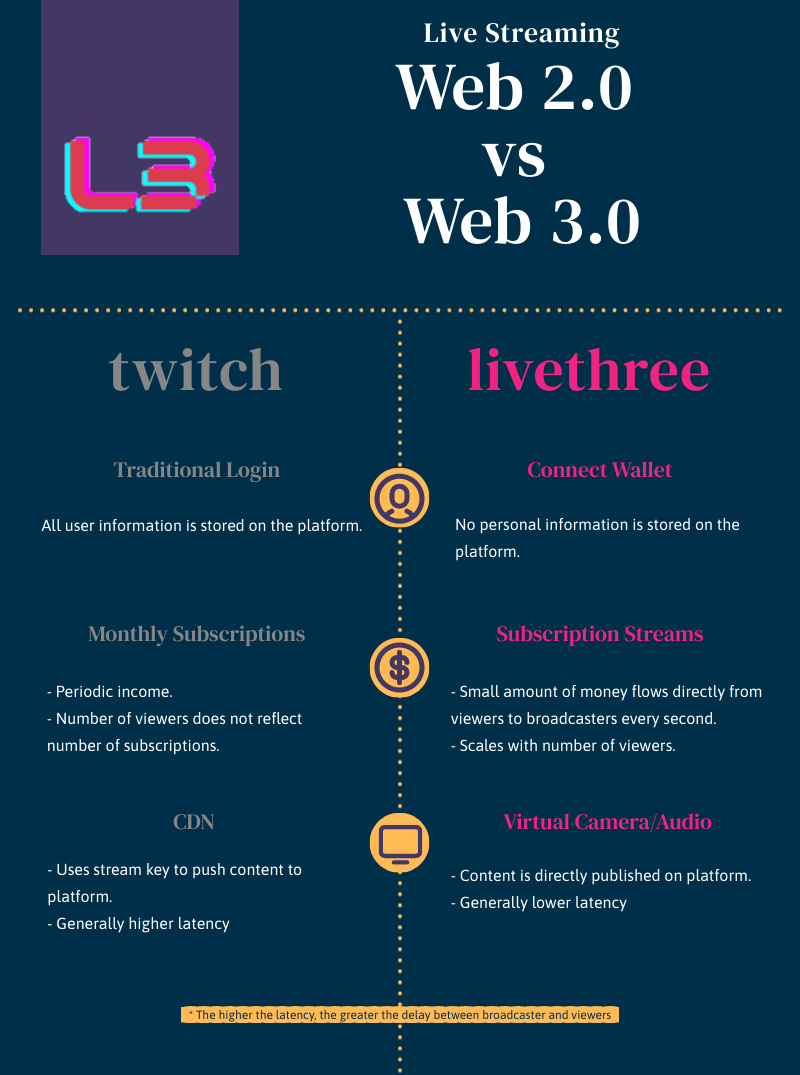 L3
Live Streaming
Web 2.0
vs
Web 3.0
twitch
livethree
Traditional Login
All user information is stored on the platform.
Connect Wallet
No personal information is stored on the
platform.
Monthly Subscriptions
- Periodic income.
- Number of viewers does not reflect
number of subscriptions.
$
Subscription Streams
- Small amount of money flows directly from
viewers to broadcasters every second.
- Scales with number of viewers.
CDN
- Uses stream key to push content to
platform.
- Generally higher latency
Virtual Camera/Audio
- Content is directly published on platform.
- Generally lower latency
* The higher the latency, the greater the delay between broadcaster and viewers